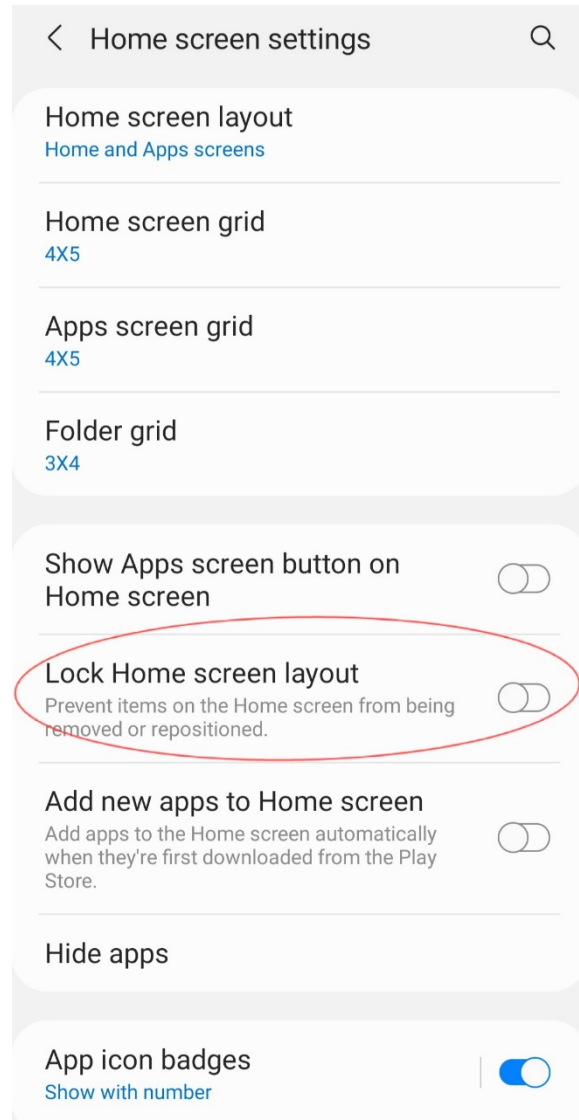 Home screen settings
Home screen layout
Home and Apps screens
Home screen grid
4X5
Apps screen grid
4X5
Folder grid
3X4
Show Apps screen button on
Home screen
Lock Home screen layout
Prevent items on the Home screen from being
removed or repositioned.
Add new apps to Home screen
Add apps to the Home screen automatically
when they're first downloaded from the Play
Store.
Hide apps
App icon badges
Show with number